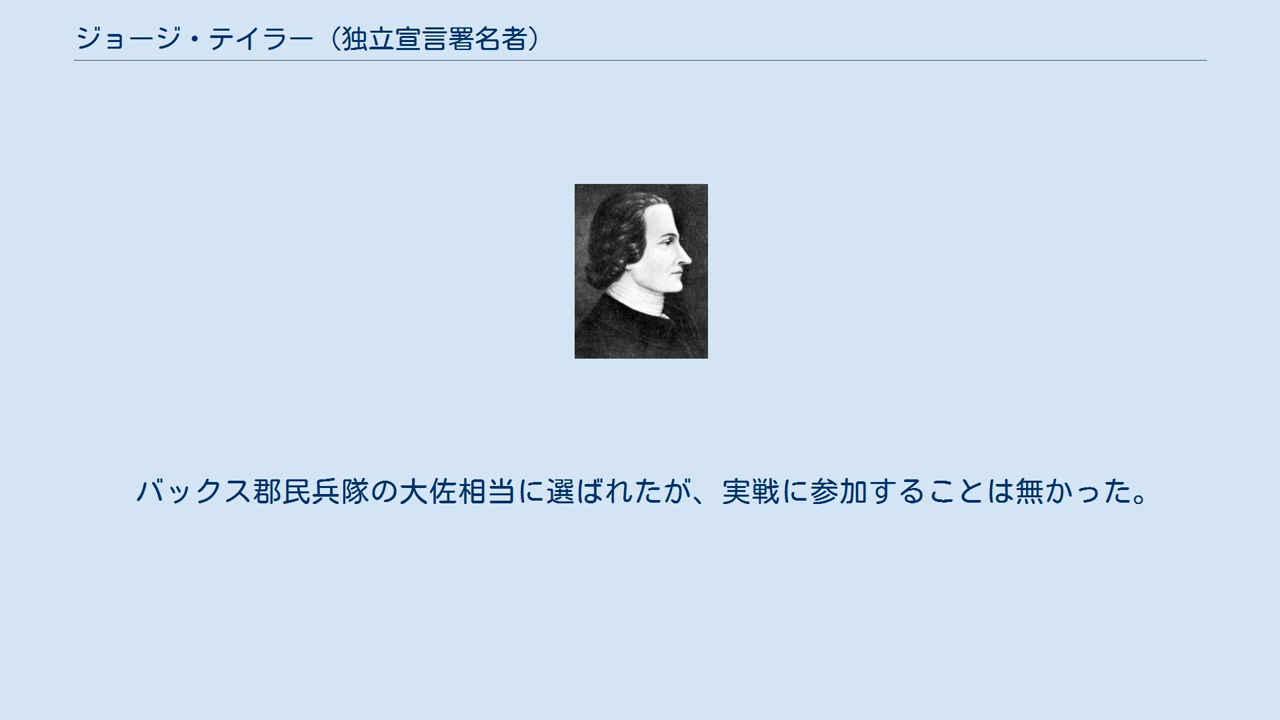 ジョージ・テイラー（独立宣言署名者）
バックス郡民兵隊の大佐相当に選ばれたが、実戦に参加することは無かった。